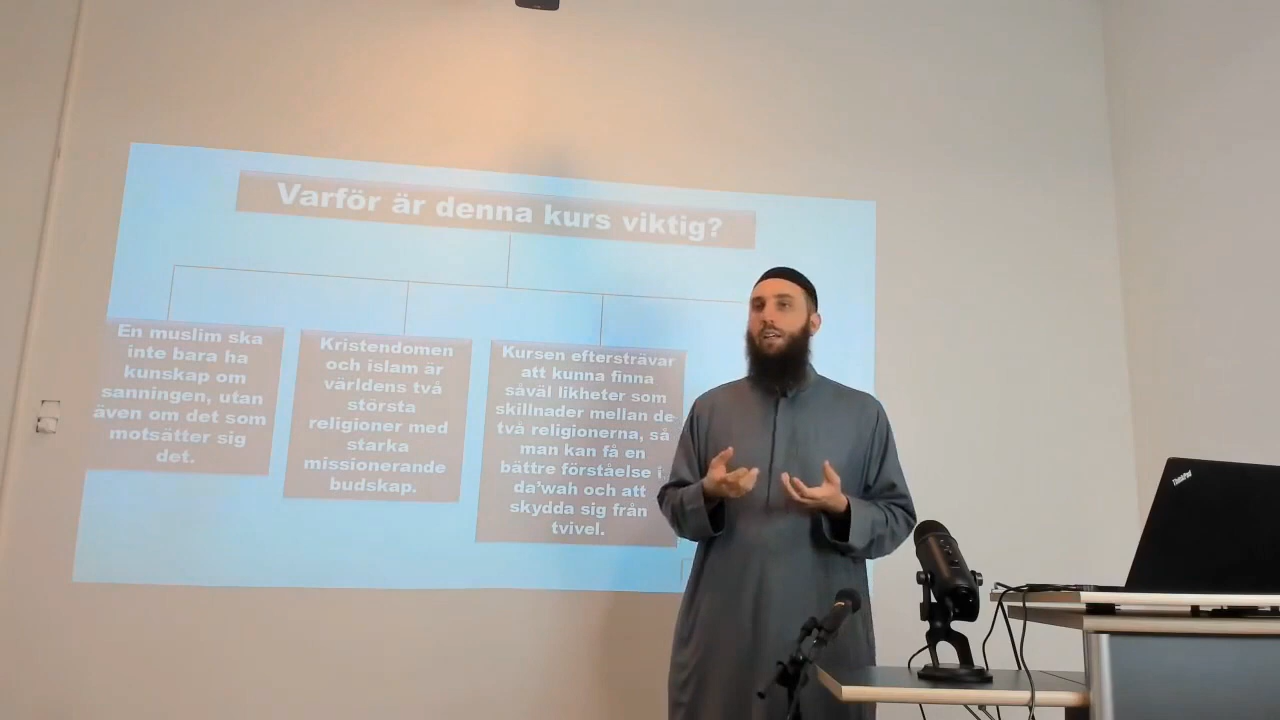 Varför är denna kurs viktig?
En muslim ska
inte bara ha
kunskap om
sanningen, utan
även om det som
motsätter sig
det.
Kristendomen
och islam är
världens två
största
religioner med
starka
missionerande
budskap.
Kursen eftersträvar
att kunna finna
såväl likheter som
skillnader mellan de
två religionerna, så
man kan få en
bättre förståelse i
da'wah och att
skydda sig från
tvivel.
ThinkPad